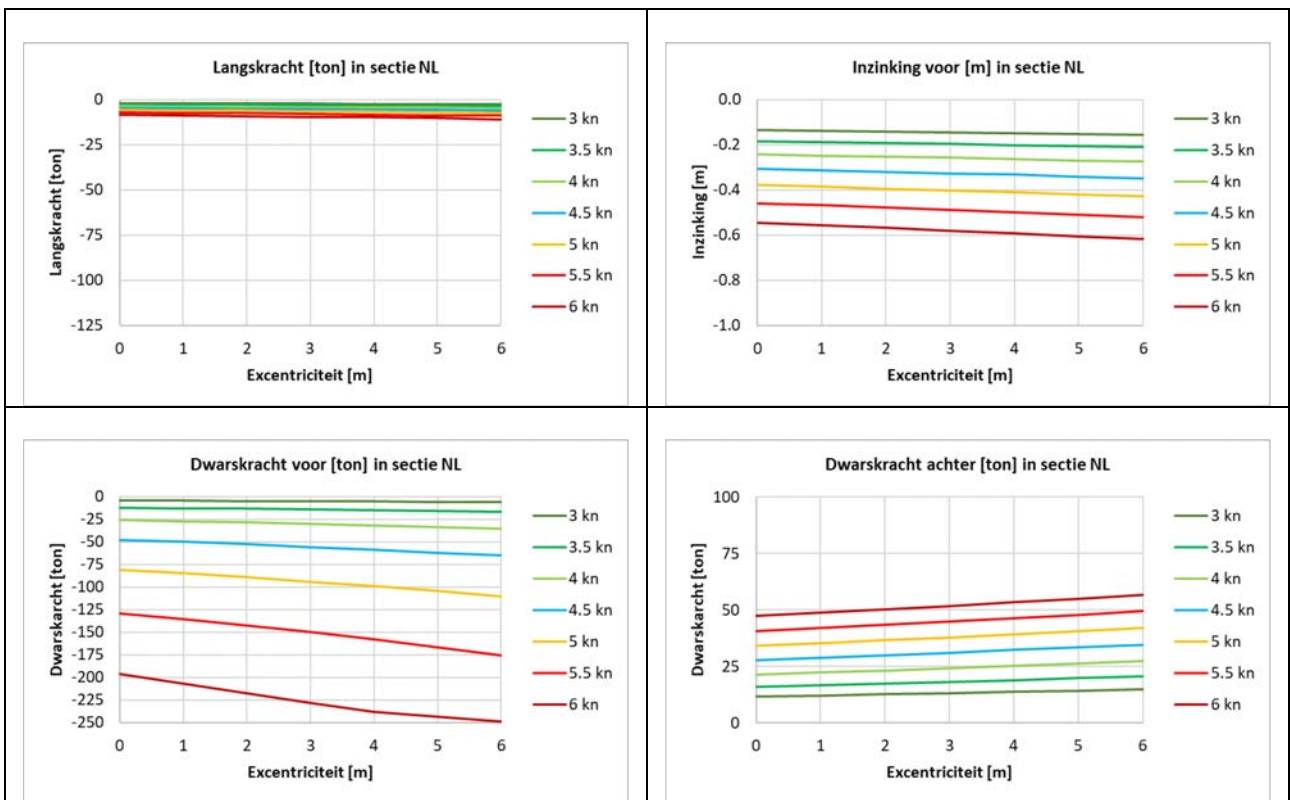 Langskracht [ton] in sectie NL
Langskracht [ton]
0
-25
-50
-75
-100
-125
0 1 2 3 4 5 6
Excentriciteit [m]
3 kn
3.5 kn
4 kn
4.5 kn
5 kn
5.5 kn
6 kn
Inzinking voor [m] in sectie NL
Inzinking [m]
0.0
-0.2
-0.4
-0.6
-0.8
-1.0
0 1 2 3 4 5 6
Excentriciteit [m]
3 kn
3.5 kn
4 kn
4.5 kn
5 kn
5.5 kn
6 kn
Dwarskracht voor [ton] in sectie NL
Dwarskarcht [ton]
0
-25
-50
-75
-100
-125
-150
-175
-200
-225
-250
0 1 2 3 4 5 6
Excentriciteit [m]
3 kn
3.5 kn
4 kn
4.5 kn
5 kn
5.5 kn
6 kn
Dwarskracht achter [ton] in sectie NL
Dwarskarcht [ton]
100
75
50
25
0
0 1 2 3 4 5 6
Excentriciteit [m]
3 kn
3.5 kn
4 kn
4.5 kn
5 kn
5.5 kn
6 kn